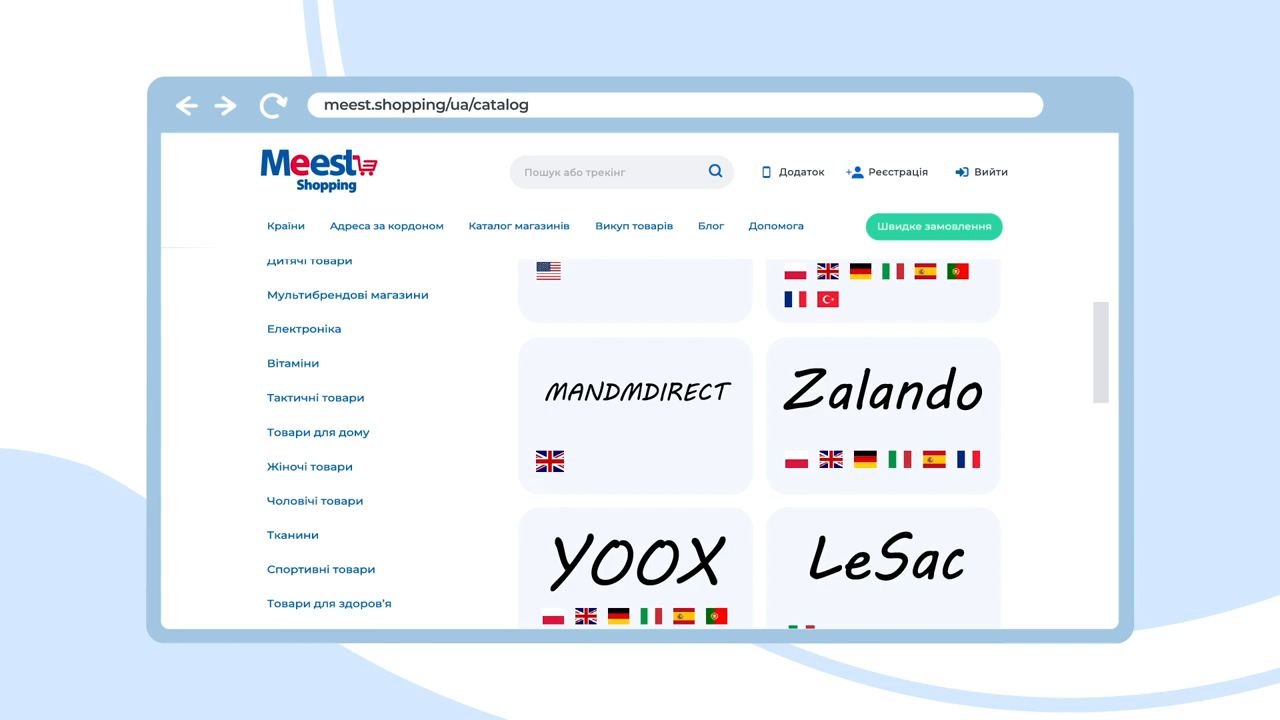 meest.shopping/ua/catalog
Meest
Shopping
Пошук або трекінг
Додаток
Реєстрація
Вийти
Країни
Адреса за кордоном
Каталог магазинів
Викуп товарів
Блог
Допомога
Швидке замовлення
Дитячі товари
Мультибрендові магазини
Електроніка
Вітаміни
Тактичні товари
Товари для дому
Жіночі товари
Чоловічі товари
Тканини
Спортивні товари
Товари для здоров’я
MANDMDIRECT
Zalando
YOOX
LeSac